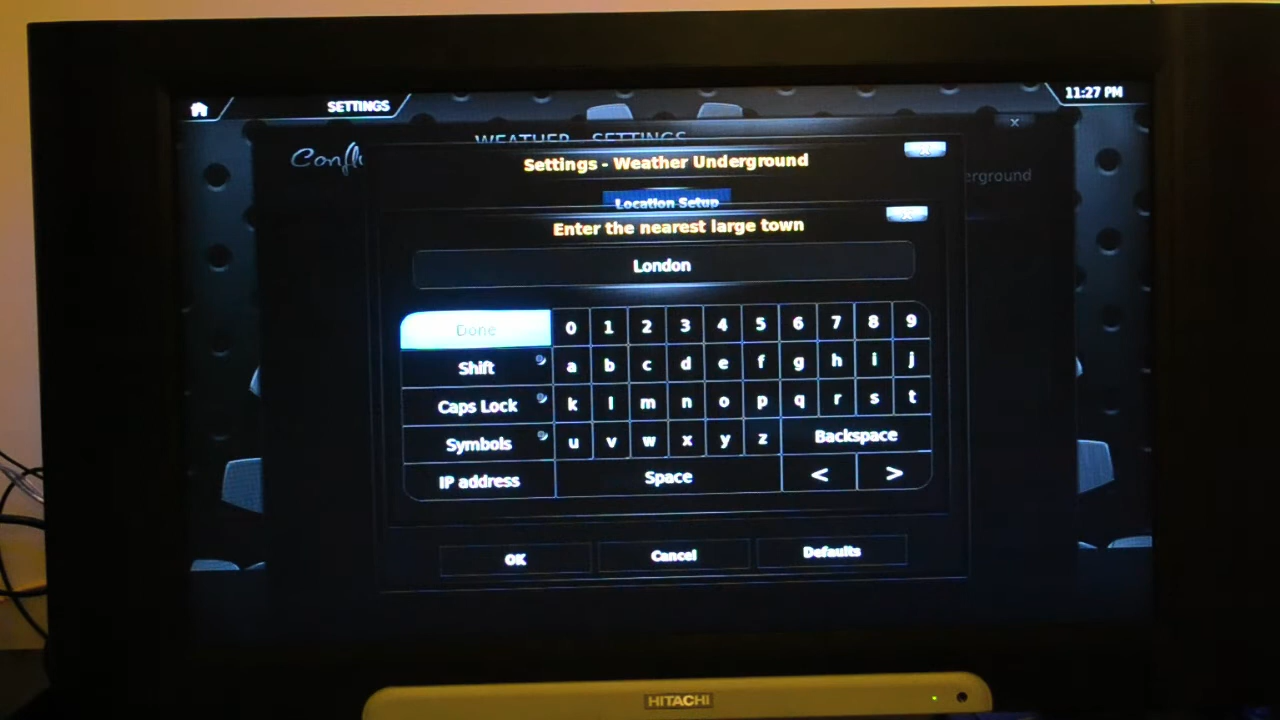 SETTINGS
11:27 PM
WEATHER - SETTINGS
Settings - Weather Underground
erground
Location Setup
Enter the nearest large town
London
Done 0 1 2 3 4 5 6 7 8 9
Shift a b c d e f g h i j
Caps Lock k l m n o p q r s t
Symbols u v w x y z Backspace
IP address Space < >
OK Cancel Defaults
HITACHI